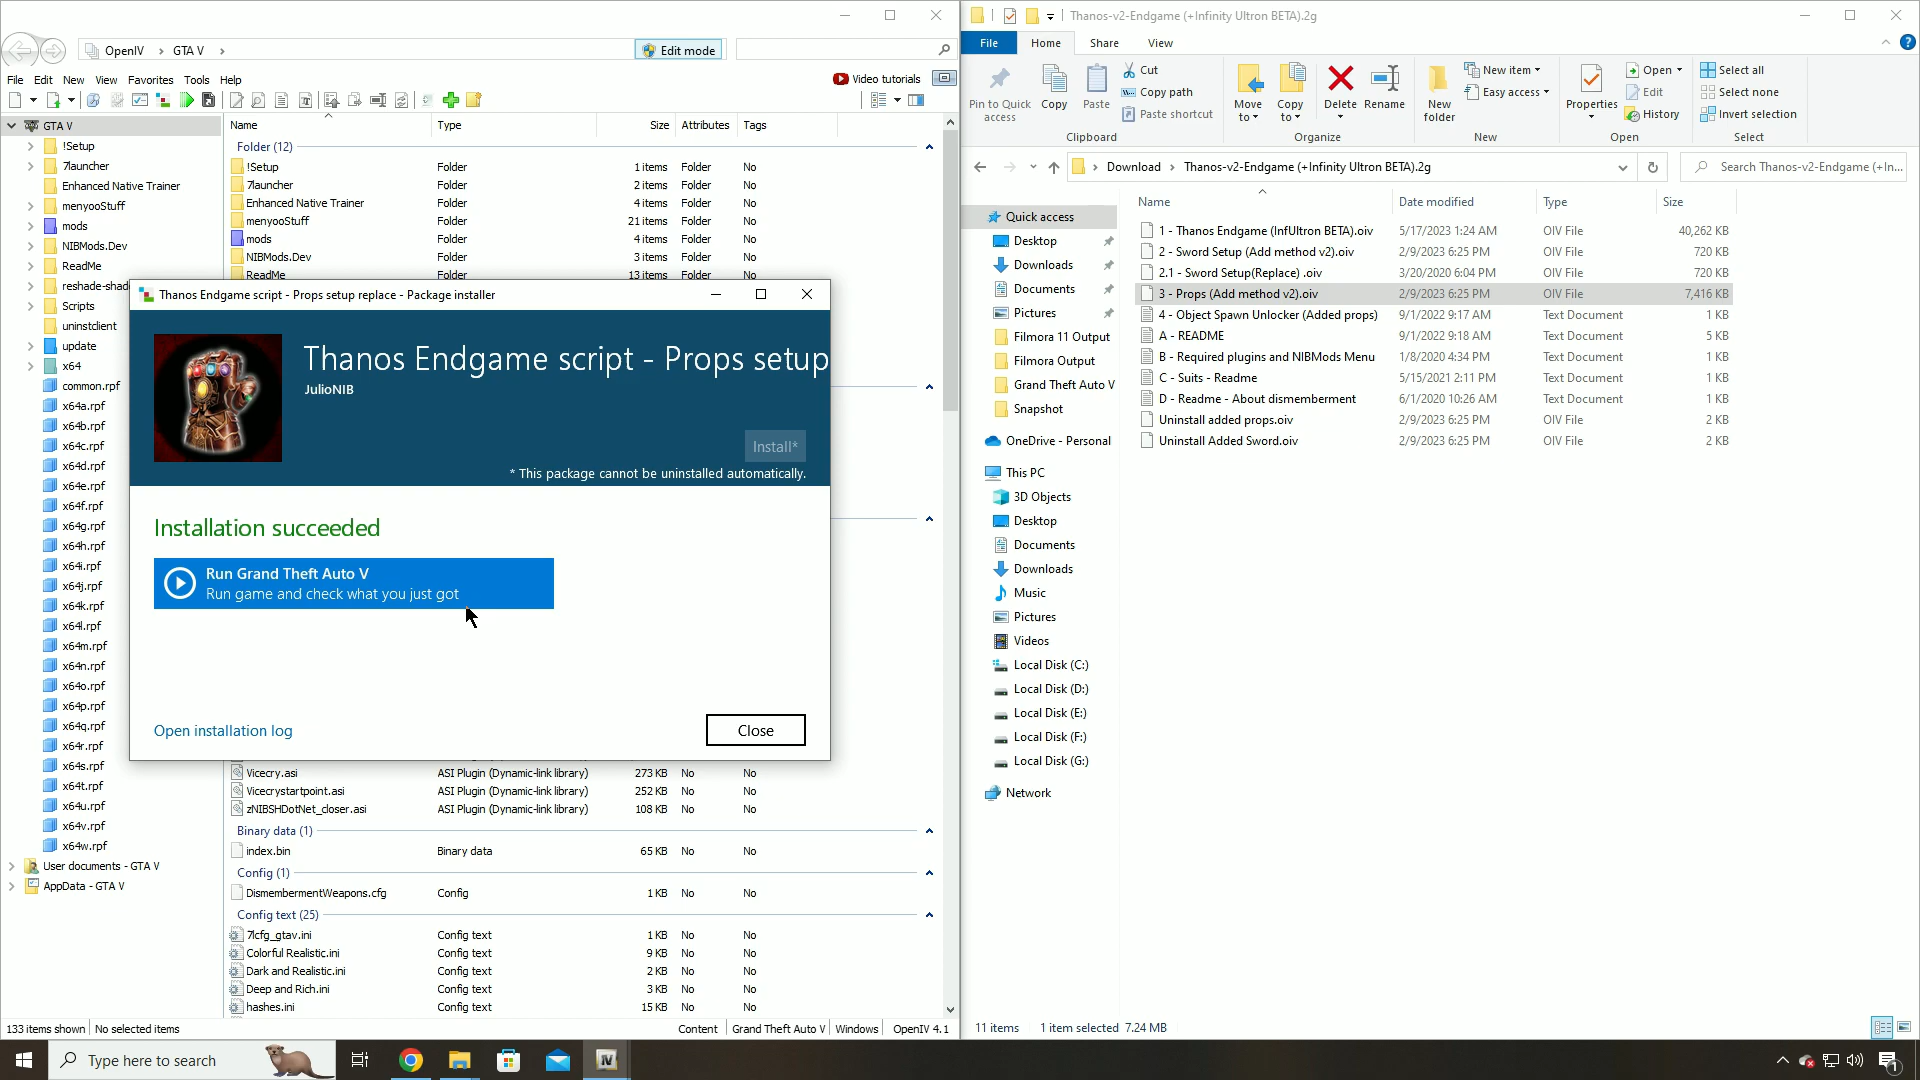 OpenIV > GTA V >
Edit mode
File Edit New View Favorites Tools Help
Video tutorials
GTA V
!Setup
7launcher
Enhanced Native Trainer
menyooStuff
mods
NIBMods.Dev
ReadMe
reshade-shade
Scripts
uninstclient
update
x64
common.rpf
x64a.rpf
x64b.rpf
x64c.rpf
x64d.rpf
x64e.rpf
x64f.rpf
x64g.rpf
x64h.rpf
x64i.rpf
x64j.rpf
x64k.rpf
x64l.rpf
x64m.rpf
x64n.rpf
x64o.rpf
x64p.rpf
x64q.rpf
x64r.rpf
x64s.rpf
x64t.rpf
x64u.rpf
x64v.rpf
x64w.rpf
User documents - GTA V
AppData - GTA V
Name Type Size Attributes Tags
Folder (12)
!Setup Folder 1 items Folder No
7launcher Folder 2 items Folder No
Enhanced Native Trainer Folder 4 items Folder No
menyooStuff Folder 21 items Folder No
mods Folder 4 items Folder No
NIBMods.Dev Folder 3 items Folder No
ReadMe Folder 13 items Folder No
Thanos Endgame script - Props setup replace - Package installer
Thanos Endgame script - Props setup
JulioNIB
Install*
* This package cannot be uninstalled automatically.
Installation succeeded
Run Grand Theft Auto V
Run game and check what you just got
Open installation log
Close
Vicecry.asi ASI Plugin (Dynamic-link library) 273 KB No No
Vicecrystartpoint.asi ASI Plugin (Dynamic-link library) 252 KB No No
zNIBSHDotNet_closer.asi ASI Plugin (Dynamic-link library) 108 KB No No
Binary data (1)
index.bin Binary data 65 KB No No
Config (1)
DismembermentWeapons.cfg Config 1 KB No No
Config text (25)
7lcfg_gtav.ini Config text 1 KB No No
Colorful Realistic.ini Config text 9 KB No No
Dark and Realistic.ini Config text 2 KB No No
Deep and Rich.ini Config text 3 KB No No
hashes.ini Config text 15 KB No No
133 items shown No selected items Content Grand Theft Auto V Windows OpenIV 4.1
Thanos-v2-Endgame (+Infinity Ultron BETA).2g
File Home Share View
Pin to Quick access
Copy
Paste
Cut
Copy path
Paste shortcut
Clipboard
Move to
Copy to
Delete
Rename
Organize
New folder
New item
Easy access
New
Properties
Open
Edit
History
Open
Select all
Select none
Invert selection
Select
Download > Thanos-v2-Endgame (+Infinity Ultron BETA).2g
Search Thanos-v2-Endgame (+In...
Quick access
Desktop
Downloads
Documents
Pictures
Filmora 11 Output
Filmora Output
Grand Theft Auto V
Snapshot
OneDrive - Personal
This PC
3D Objects
Desktop
Documents
Downloads
Music
Pictures
Videos
Local Disk (C:)
Local Disk (D:)
Local Disk (E:)
Local Disk (F:)
Local Disk (G:)
Network
Name Date modified Type Size
1 - Thanos Endgame (InfUltron BETA).oiv 5/17/2023 1:24 AM OIV File 40,262 KB
2 - Sword Setup (Add method v2).oiv 2/9/2023 6:25 PM OIV File 720 KB
2.1 - Sword Setup(Replace) .oiv 3/20/2020 6:04 PM OIV File 720 KB
3 - Props (Add method v2).oiv 2/9/2023 6:25 PM OIV File 7,416 KB
4 - Object Spawn Unlocker (Added props) 9/1/2022 9:17 AM Text Document 1 KB
A - README 9/1/2022 9:18 AM Text Document 5 KB
B - Required plugins and NIBMods Menu 1/8/2020 4:34 PM Text Document 1 KB
C - Suits - Readme 5/15/2021 2:11 PM Text Document 1 KB
D - Readme - About dismemberment 6/1/2020 10:26 AM Text Document 1 KB
Uninstall added props.oiv 2/9/2023 6:25 PM OIV File 2 KB
Uninstall Added Sword.oiv 2/9/2023 6:25 PM OIV File 2 KB
11 items 1 item selected 7.24 MB
Type here to search
IV
1